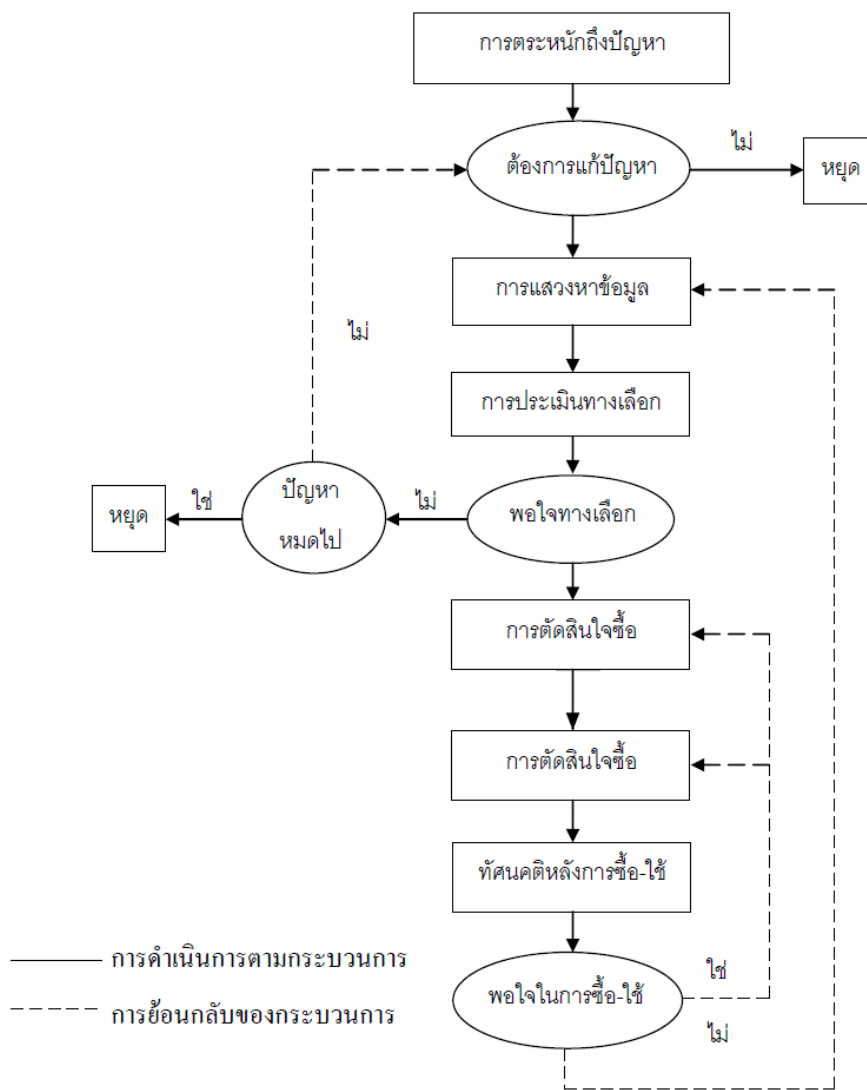 การตระหนักถึงปัญหา
ต้องการแก้ปัญหา
ไม่
หยุด
การแสวงหาข้อมูล
ไม่
การประเมินทางเลือก
พอใจทางเลือก
ไม่
ปัญหา
หมดไป
ใช่
หยุด
การตัดสินใจซื้อ
การตัดสินใจซื้อ
ทัศนคติหลังการซื้อ-ใช้
พอใจในการซื้อ-ใช้
ใช่
ไม่
การดำเนินการตามกระบวนการ
การย้อนกลับของกระบวนการ